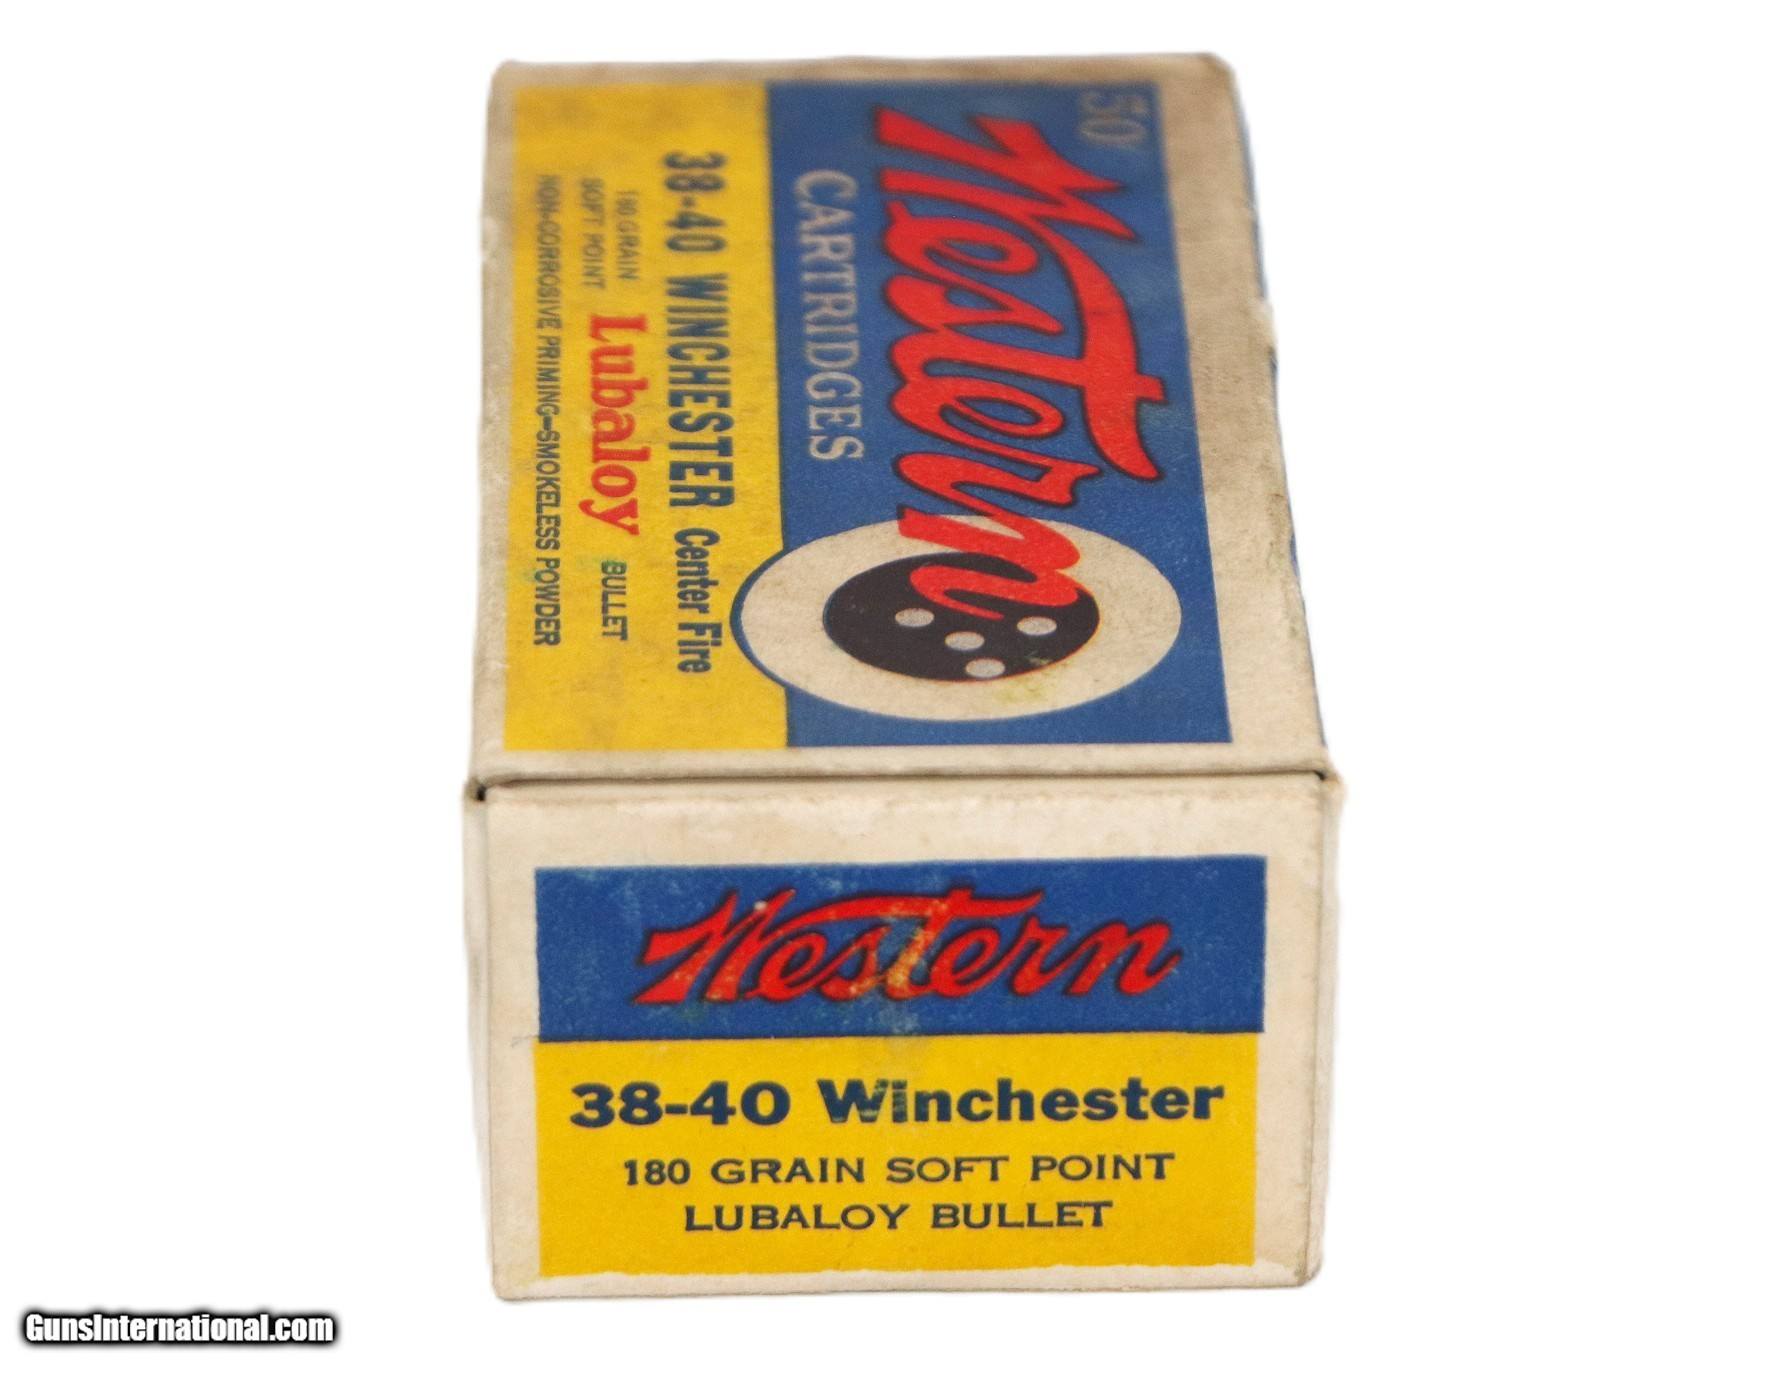 50
Western
CARTRIDGES
38-40 WINCHESTER Center Fire
180 GRAIN
SOFT POINT Lubaloy BULLET
NON-CORROSIVE PRIMING-SMOKELESS POWDER
Western
38-40 Winchester
180 GRAIN SOFT POINT
LUBALOY BULLET
GunsInternational.com